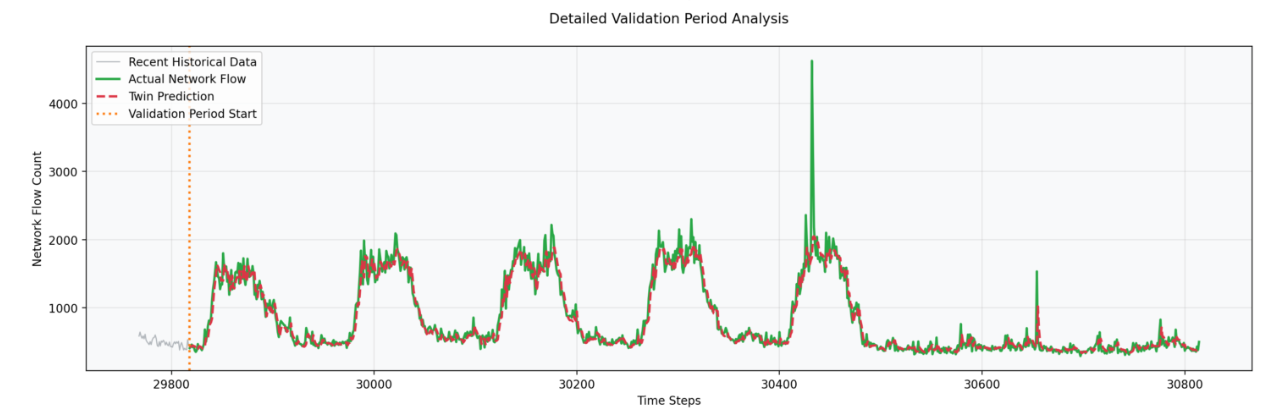 Detailed Validation Period Analysis
Recent Historical Data
Actual Network Flow
Twin Prediction
Validation Period Start
Network Flow Count
4000
3000
2000
1000
29800 30000 30200 30400 30600 30800
Time Steps